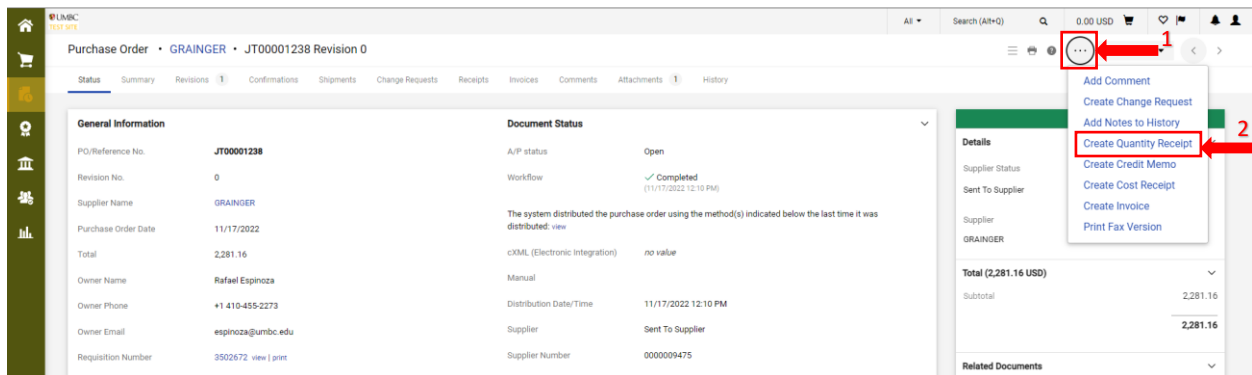 UMBC
TEST SITE
All
Search (Alt+Q)
0.00 USD
Purchase Order • GRAINGER • JT00001238 Revision 0
1
Status Summary Revisions 1 Confirmations Shipments Change Requests Receipts Invoices Comments Attachments 1 History
Add Comment
Create Change Request
Add Notes to History
Create Quantity Receipt
2
Create Credit Memo
Create Cost Receipt
Create Invoice
Print Fax Version
General Information
PO/Reference No. JT00001238
Revision No. 0
Supplier Name GRAINGER
Purchase Order Date 11/17/2022
Total 2,281.16
Owner Name Rafael Espinoza
Owner Phone +1 410-455-2273
Owner Email espinoza@umbc.edu
Requisition Number 3502672 view | print
Document Status
A/P status Open
Workflow Completed
(11/17/2022 12:10 PM)
The system distributed the purchase order using the method(s) indicated below the last time it was
distributed: view
cXML (Electronic Integration) no value
Manual
Distribution Date/Time 11/17/2022 12:10 PM
Supplier Sent To Supplier
Supplier Number 0000009475
Details
Supplier Status
Sent To Supplier
Supplier
GRAINGER
Total (2,281.16 USD)
Subtotal 2,281.16
2,281.16
Related Documents